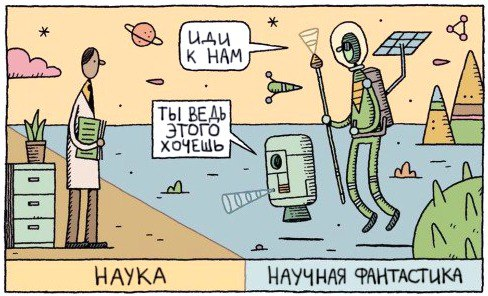 ИДИ
К НАМ
ТЫ ВЕДЬ
ЭТОГО
ХОЧЕШЬ
НАУКА
НАУЧНАЯ ФАНТАСТИКА